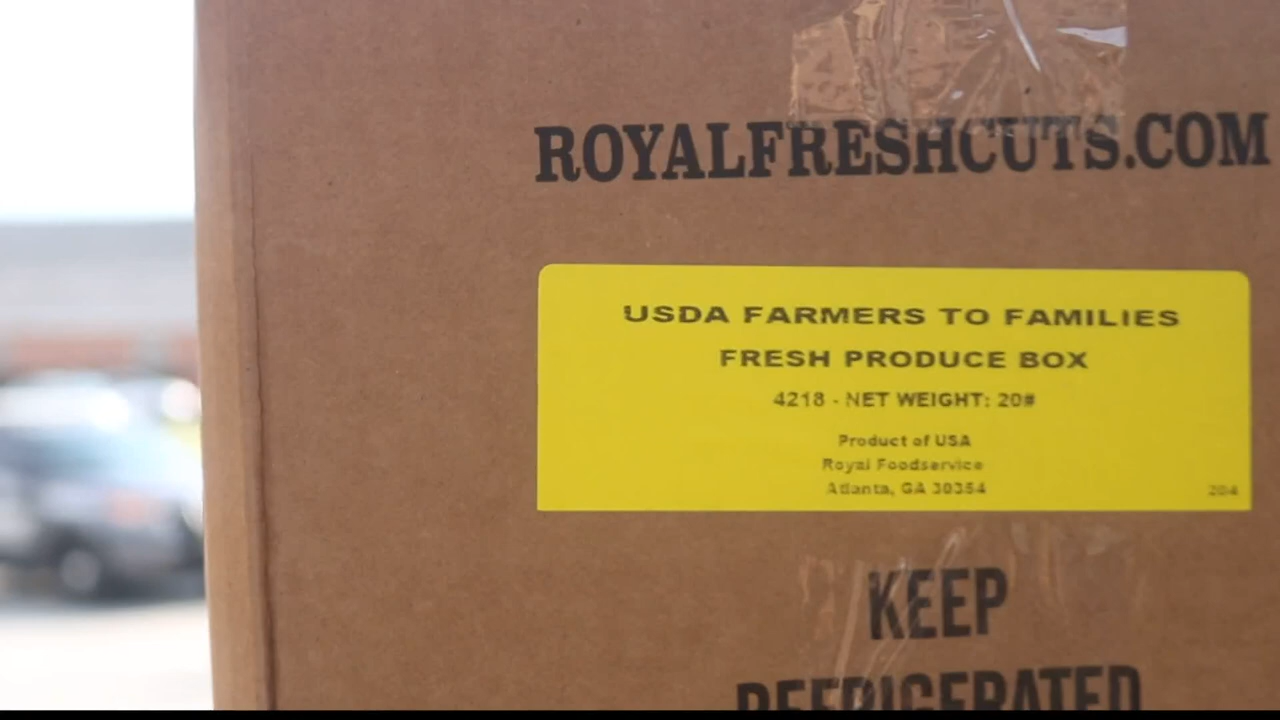 ROYALFRESHCUTS.COM
USDA FARMERS TO FAMILIES
FRESH PRODUCE BOX
4218 - NET WEIGHT: 20#
Product of USA
Royal Foodservice
Atlanta, GA 30354
204
KEEP
REFRIGERATED